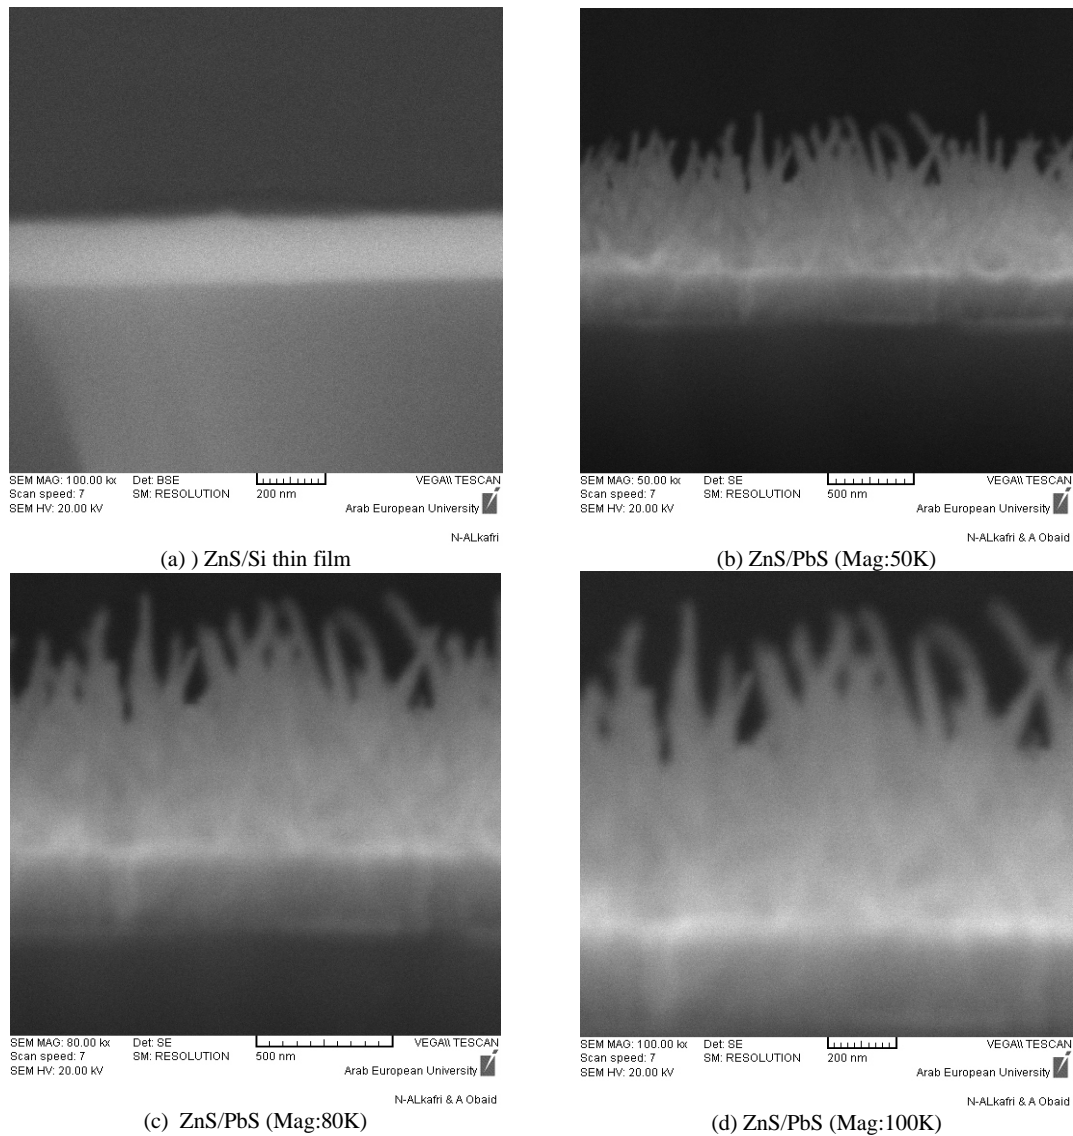 SEM MAG: 100.00 kx Det: BSE VEGA\\ TESCAN
Scan speed: 7 SM: RESOLUTION 200 nm
SEM HV: 20.00 kV Arab European University
N-ALkafri
(a) ) ZnS/Si thin film
SEM MAG: 50.00 kx Det: SE VEGA\\ TESCAN
Scan speed: 7 SM: RESOLUTION 500 nm
SEM HV: 20.00 kV Arab European University
N-ALkafri & A Obaid
(b) ZnS/PbS (Mag:50K)
SEM MAG: 80.00 kx Det: SE VEGA\\ TESCAN
Scan speed: 7 SM: RESOLUTION 500 nm
SEM HV: 20.00 kV Arab European University
N-ALkafri & A Obaid
(c) ZnS/PbS (Mag:80K)
SEM MAG: 100.00 kx Det: SE VEGA\\ TESCAN
Scan speed: 7 SM: RESOLUTION 200 nm
SEM HV: 20.00 kV Arab European University
N-ALkafri & A Obaid
(d) ZnS/PbS (Mag:100K)